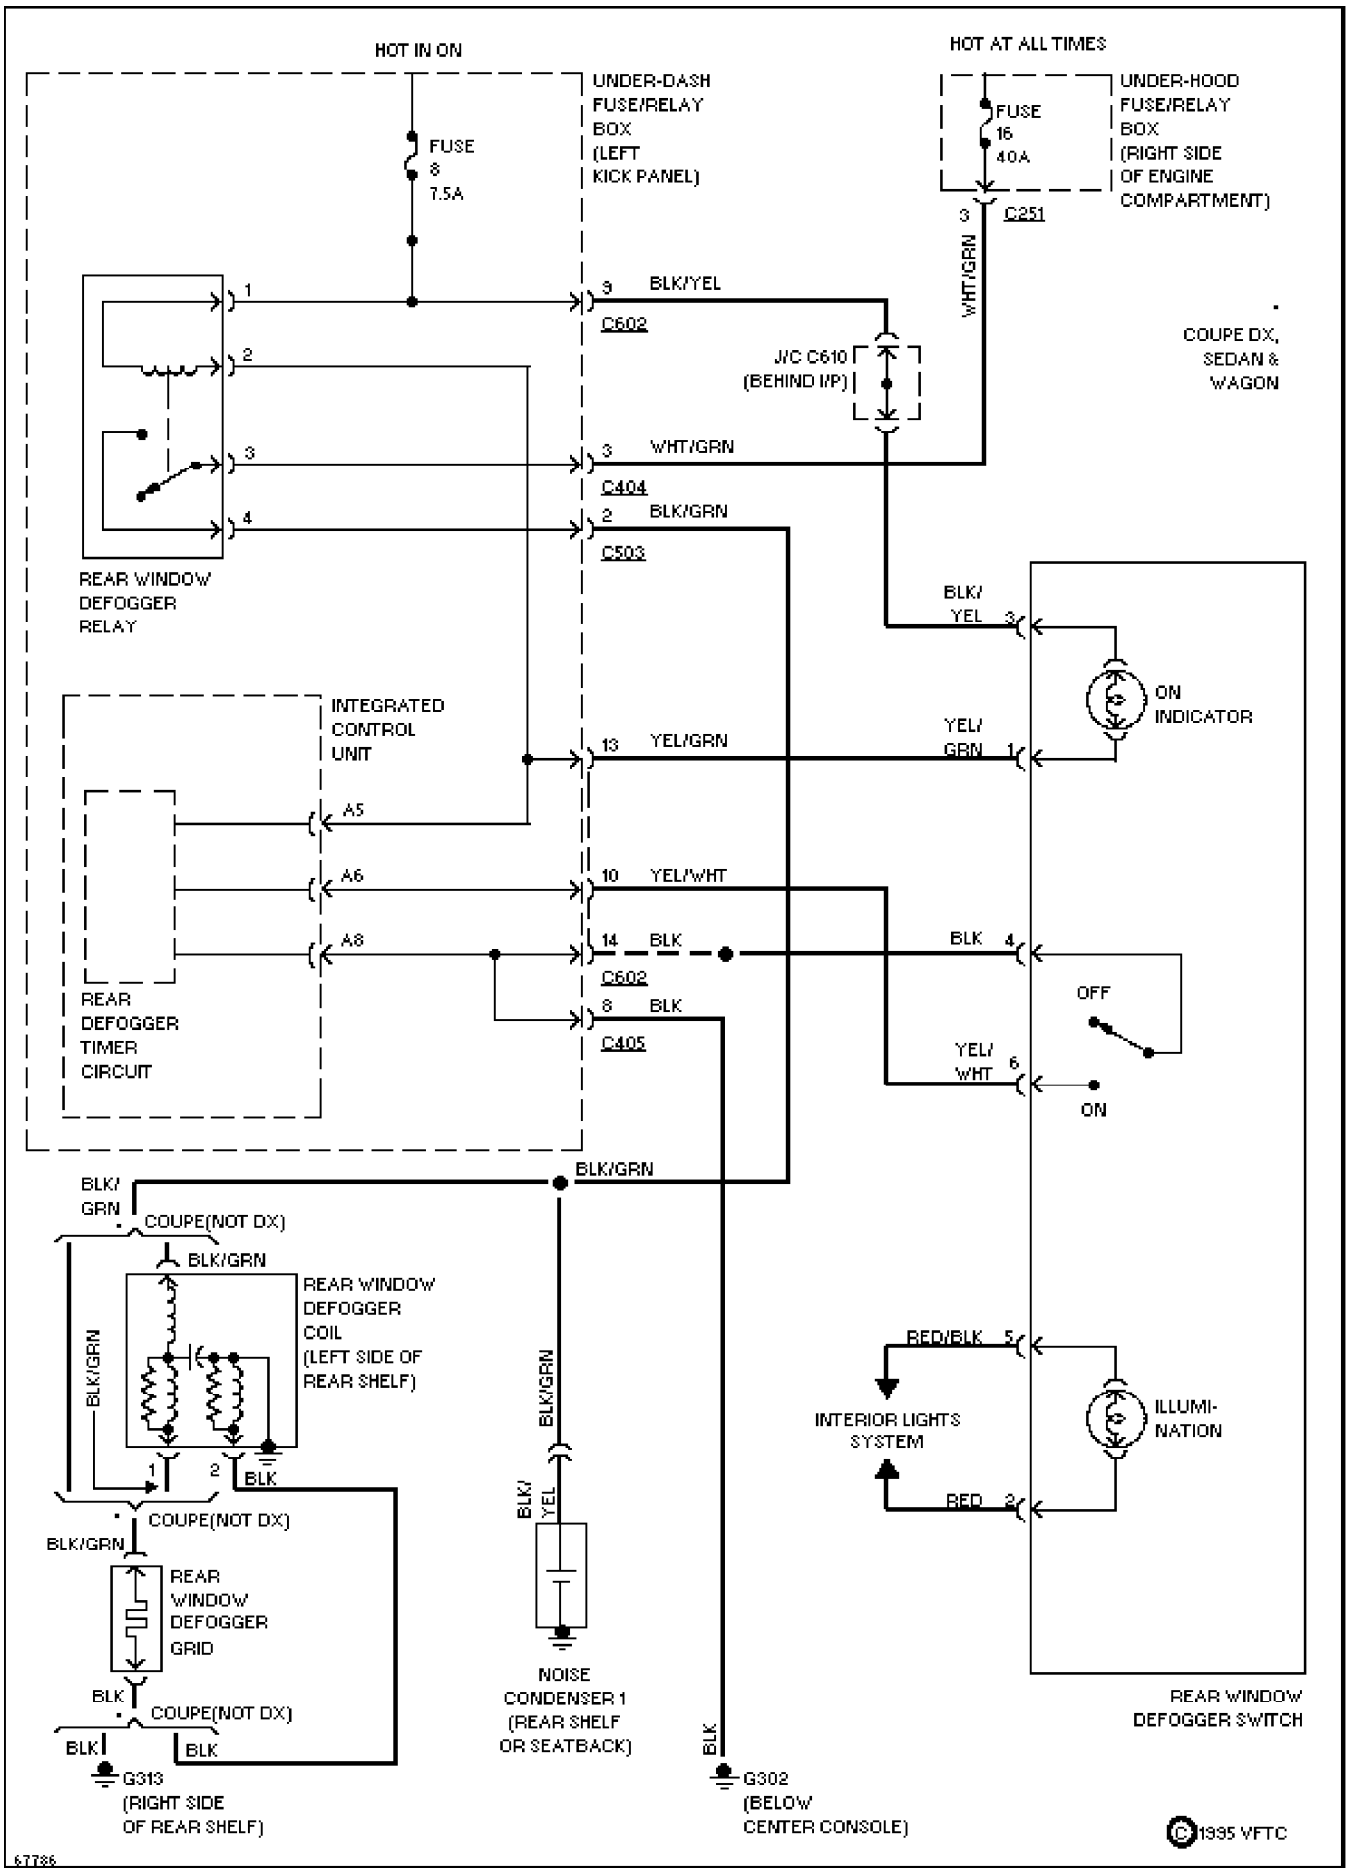 HOT IN ON
HOT AT ALL TIMES
UNDER-DASH
FUSE/RELAY
BOX
(LEFT
KICK PANEL)
UNDER-HOOD
FUSE/RELAY
BOX
(RIGHT SIDE
OF ENGINE
COMPARTMENT)
FUSE
8
7.5A
FUSE
16
40A
3
C251
WHT/GRN
1
9
BLK/YEL
C602
2
J/C C610
(BEHIND I/P)
COUPE DX,
SEDAN &
WAGON
3
3
WHT/GRN
C404
4
2
BLK/GRN
C503
REAR WINDOW
DEFOGGER
RELAY
BLK/
YEL
3
ON
INDICATOR
INTEGRATED
CONTROL
UNIT
13
YEL/GRN
YEL/
GRN
1
A5
A6
10
YEL/WHT
A8
14
BLK
C602
BLK
4
8
BLK
C405
OFF
YEL/
WHT
6
ON
REAR
DEFOGGER
TIMER
CIRCUIT
BLK/GRN
BLK/
GRN
COUPE(NOT DX)
BLK/GRN
REAR WINDOW
DEFOGGER
COIL
(LEFT SIDE OF
REAR SHELF)
BLK/GRN
BLK/GRN
RED/BLK
5
INTERIOR LIGHTS
SYSTEM
ILLUMI-
NATION
RED
2
1
2
BLK
BLK/
YEL
COUPE(NOT DX)
BLK/GRN
REAR
WINDOW
DEFOGGER
GRID
BLK
COUPE(NOT DX)
BLK
BLK
G313
(RIGHT SIDE
OF REAR SHELF)
NOISE
CONDENSER 1
(REAR SHELF
OR SEATBACK)
BLK
G302
(BELOW
CENTER CONSOLE)
REAR WINDOW
DEFOGGER SWITCH
© 1995 VFTC
67786